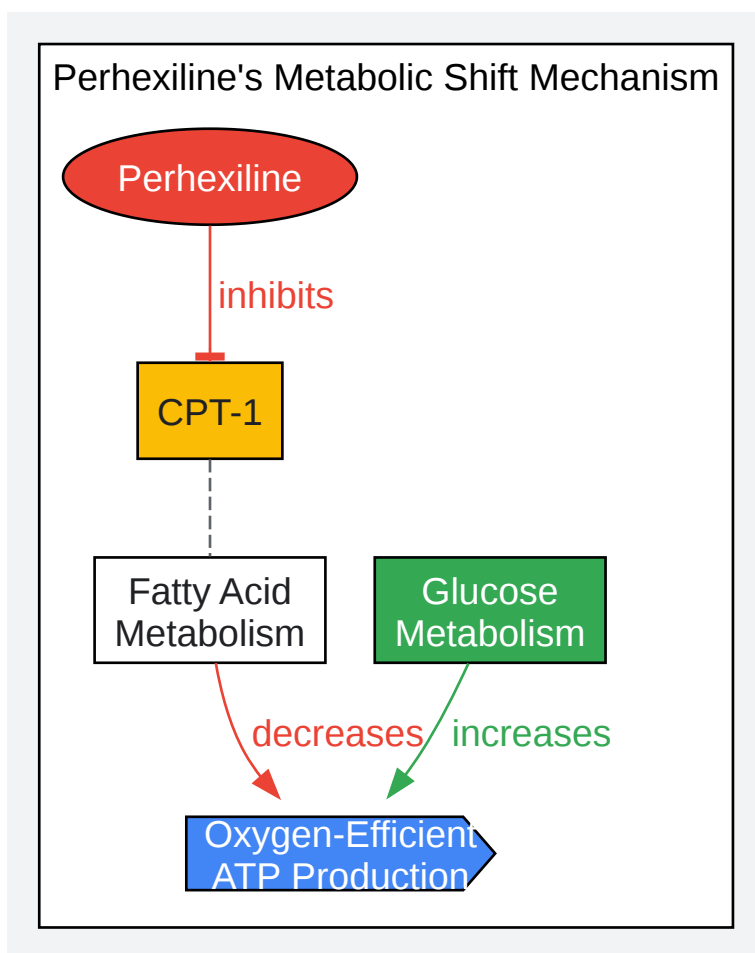 Perhexiline's Metabolic Shift Mechanism
Perhexiline
inhibits
CPT-1
Fatty Acid
Metabolism
Glucose
Metabolism
decreases
increases
Oxygen-Efficient
ATP Production